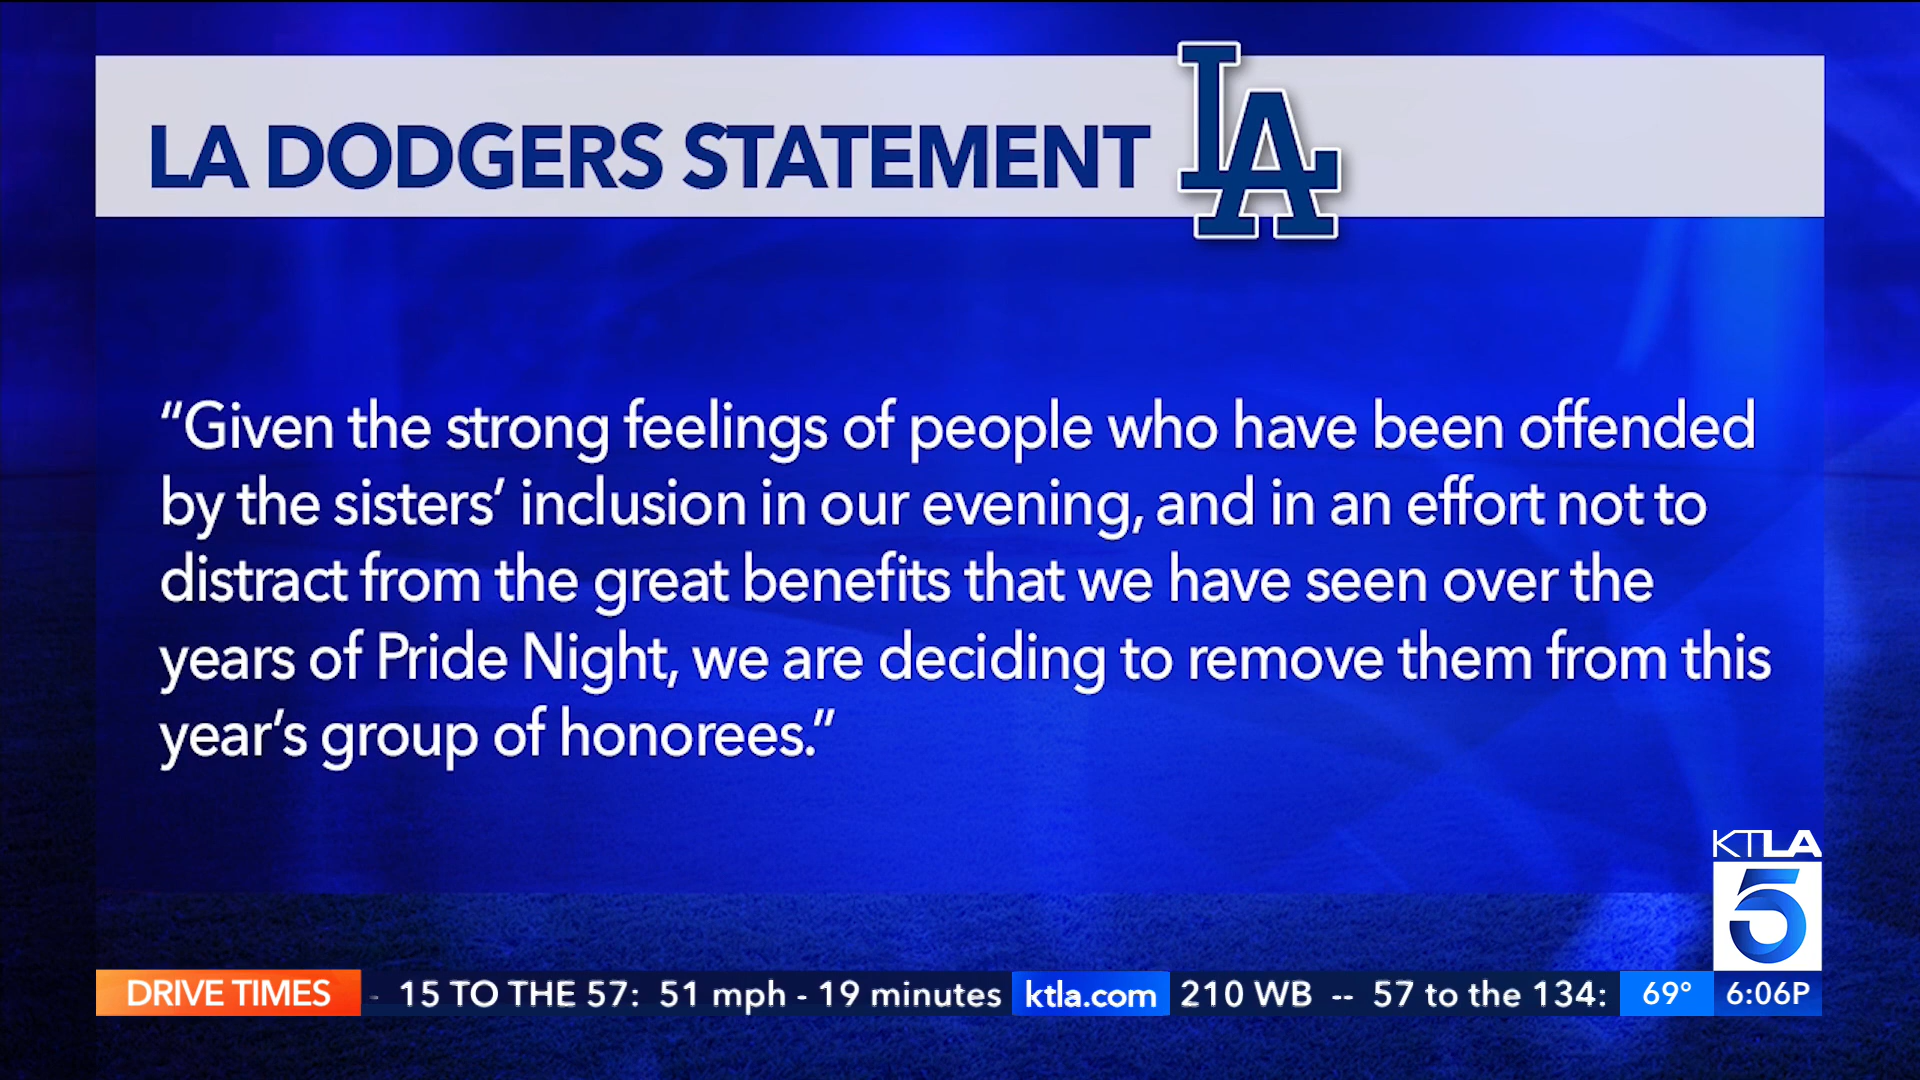 LA DODGERS STATEMENT LA
“Given the strong feelings of people who have been offended
by the sisters’ inclusion in our evening, and in an effort not to
distract from the great benefits that we have seen over the
years of Pride Night, we are deciding to remove them from this
year’s group of honorees.”
KTLA
5
DRIVE TIMES - 15 TO THE 57: 51 mph - 19 minutes ktla.com 210 WB -- 57 to the 134: 69° 6:06P